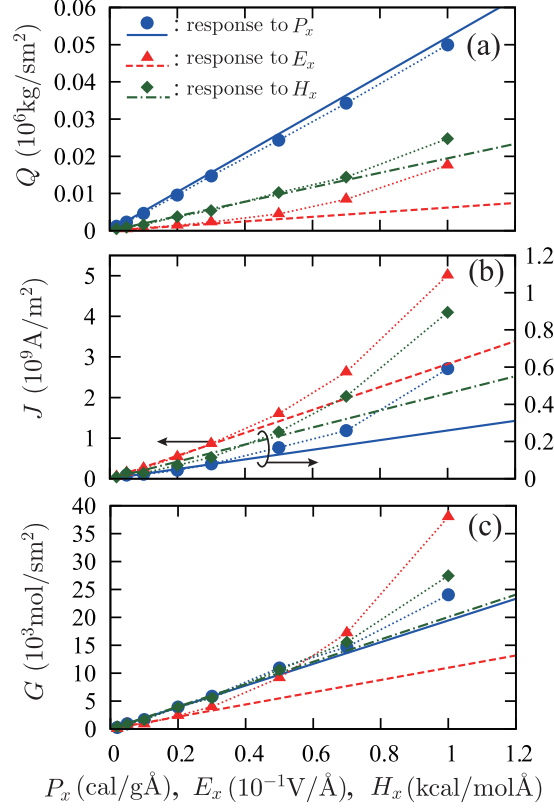 0.06
0.05
0.04
0.03
0.02
0.01
0
Q (10⁶kg/sm²)
: response to Pₓ
: response to Eₓ
: response to Hₓ
(a)
5
4
3
2
1
0
J (10⁹A/m²)
(b)
1.2
1
0.8
0.6
0.4
0.2
0
40
35
30
25
20
15
10
5
0
G (10³mol/sm²)
(c)
0 0.2 0.4 0.6 0.8 1 1.2
Pₓ (cal/gÅ), Eₓ (10⁻¹V/Å), Hₓ (kcal/molÅ)